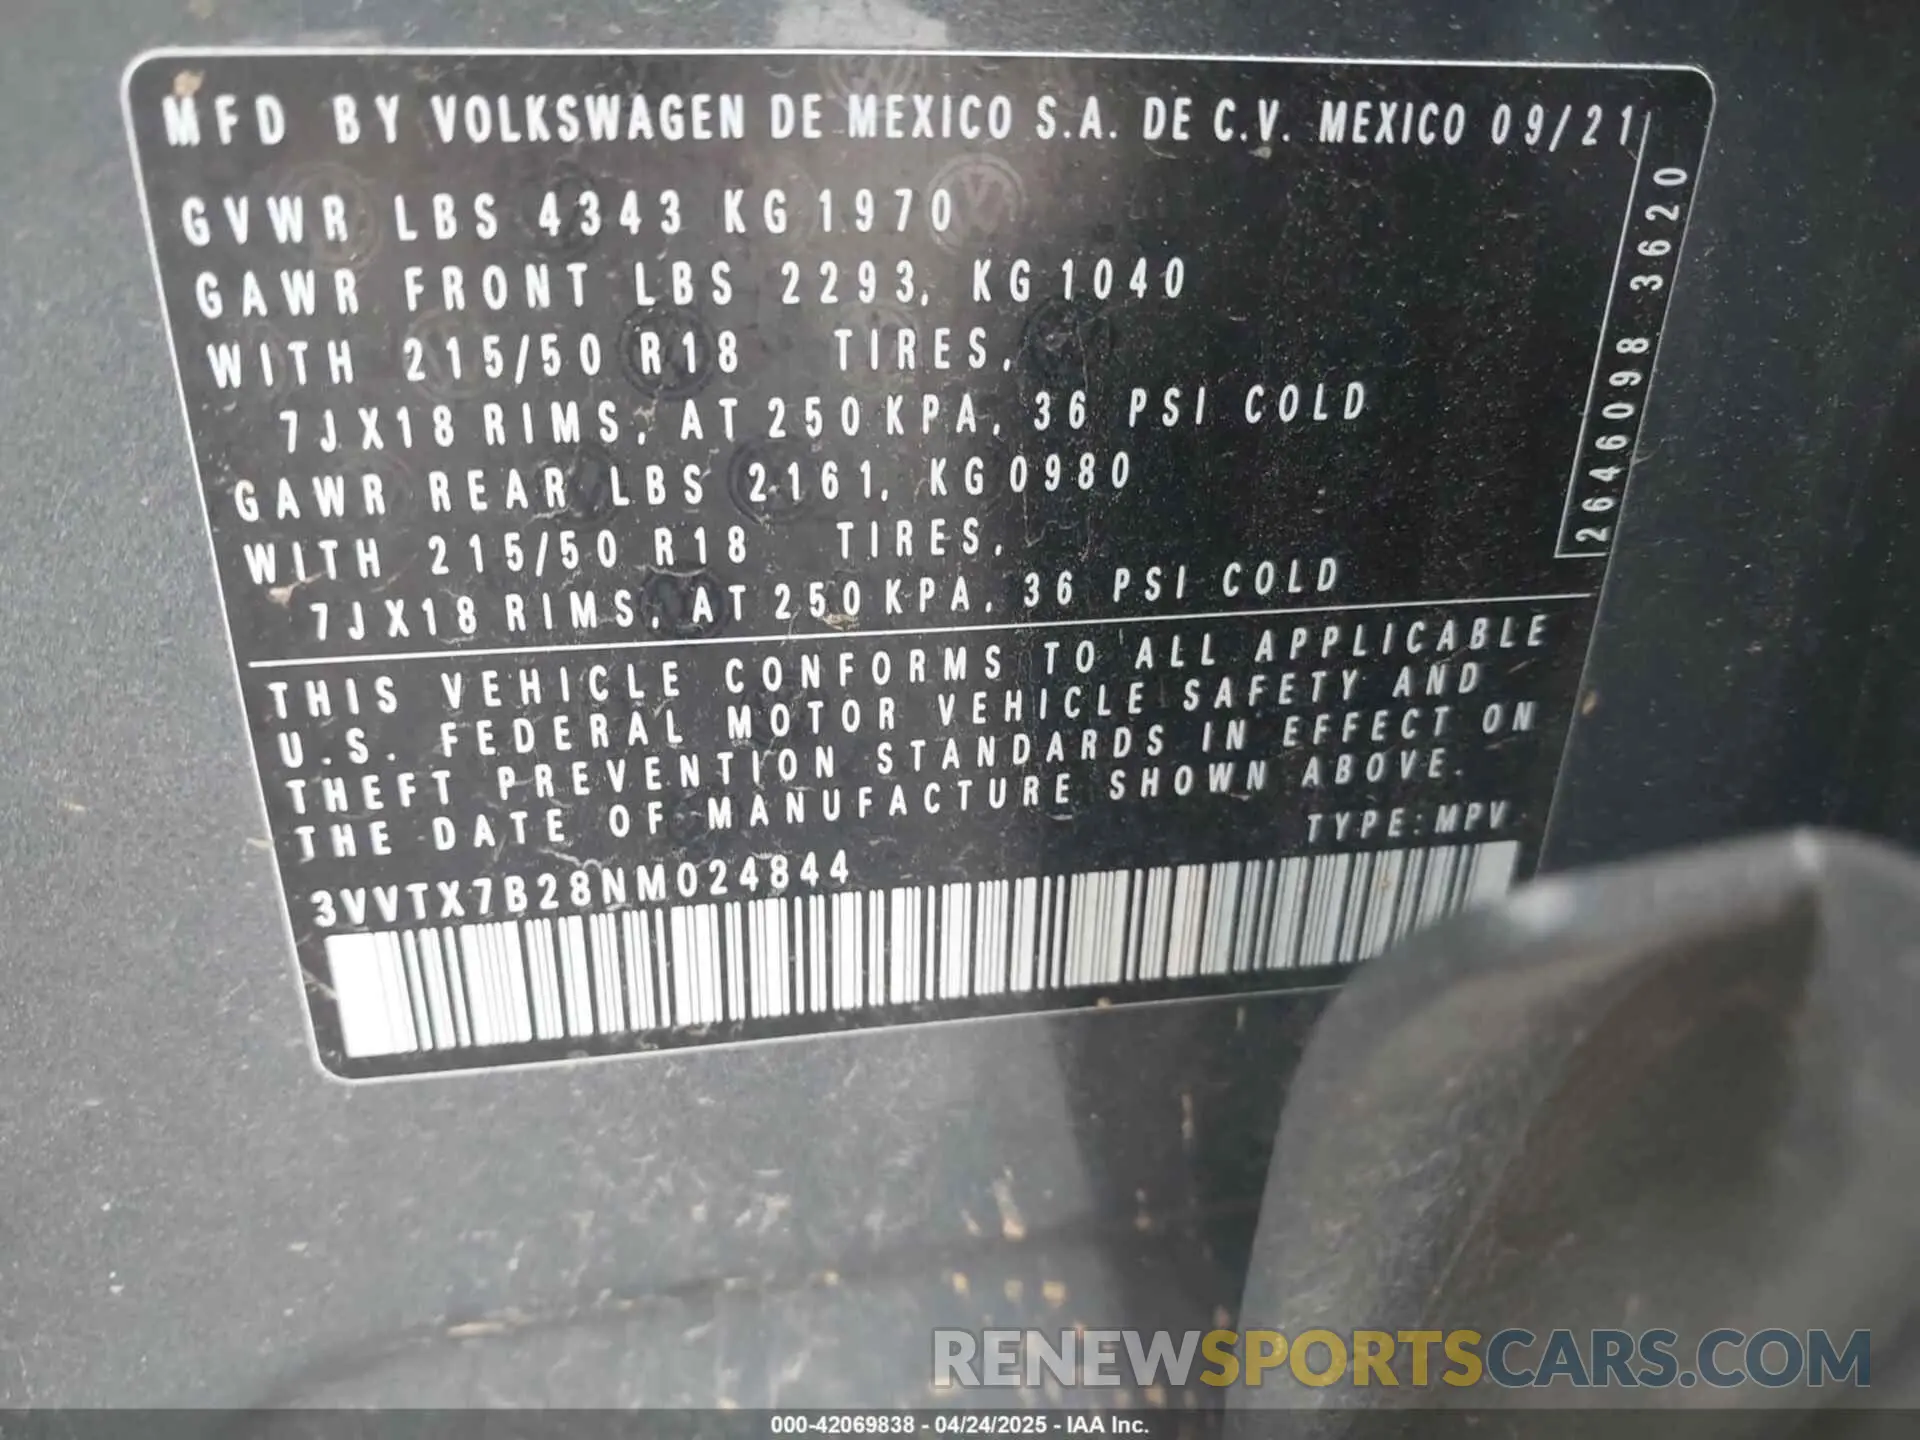 MFD BY VOLKSWAGEN DE MEXICO S.A. DE C.V. MEXICO 09/21
GVWR LBS 4343 KG 1970
GAWR FRONT LBS 2293, KG 1040
WITH 215/50 R18 TIRES,
7JX18 RIMS, AT 250 KPA, 36 PSI COLD
GAWR REAR LBS 2161, KG 0980
WITH 215/50 R18 TIRES,
7JX18 RIMS, AT 250 KPA, 36 PSI COLD
2646098 3620
THIS VEHICLE CONFORMS TO ALL APPLICABLE
U.S. FEDERAL MOTOR VEHICLE SAFETY AND
THEFT PREVENTION STANDARDS IN EFFECT ON
THE DATE OF MANUFACTURE SHOWN ABOVE.
TYPE: MPV
3VVTX7B28NM024844
RENEWSPORTSCARS.COM
000-42069838 - 04/24/2025 - IAA Inc.